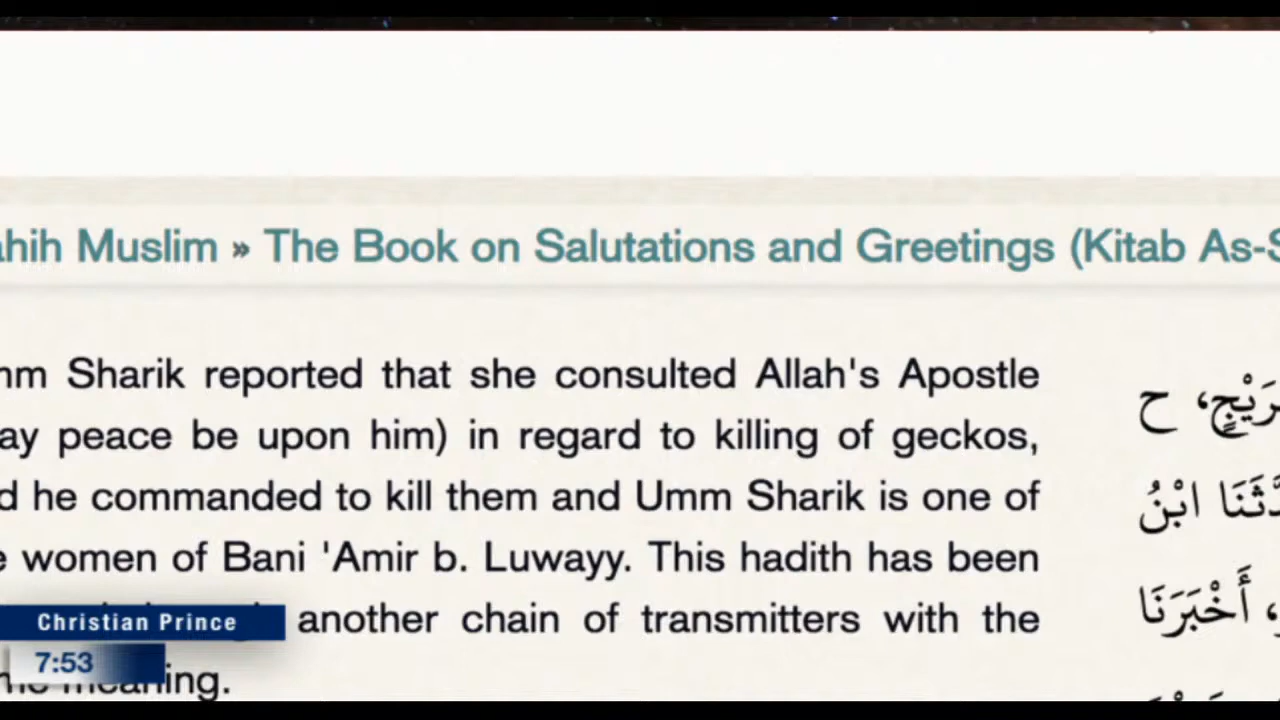 ahih Muslim » The Book on Salutations and Greetings (Kitab As-S
mm Sharik reported that she consulted Allah's Apostle
ay peace be upon him) in regard to killing of geckos,
d he commanded to kill them and Umm Sharik is one of
e women of Bani 'Amir b. Luwayy. This hadith has been
another chain of transmitters with the
meaning.
ح
ابْنُ
أَخْبَرَنَا
Christian Prince
7:53